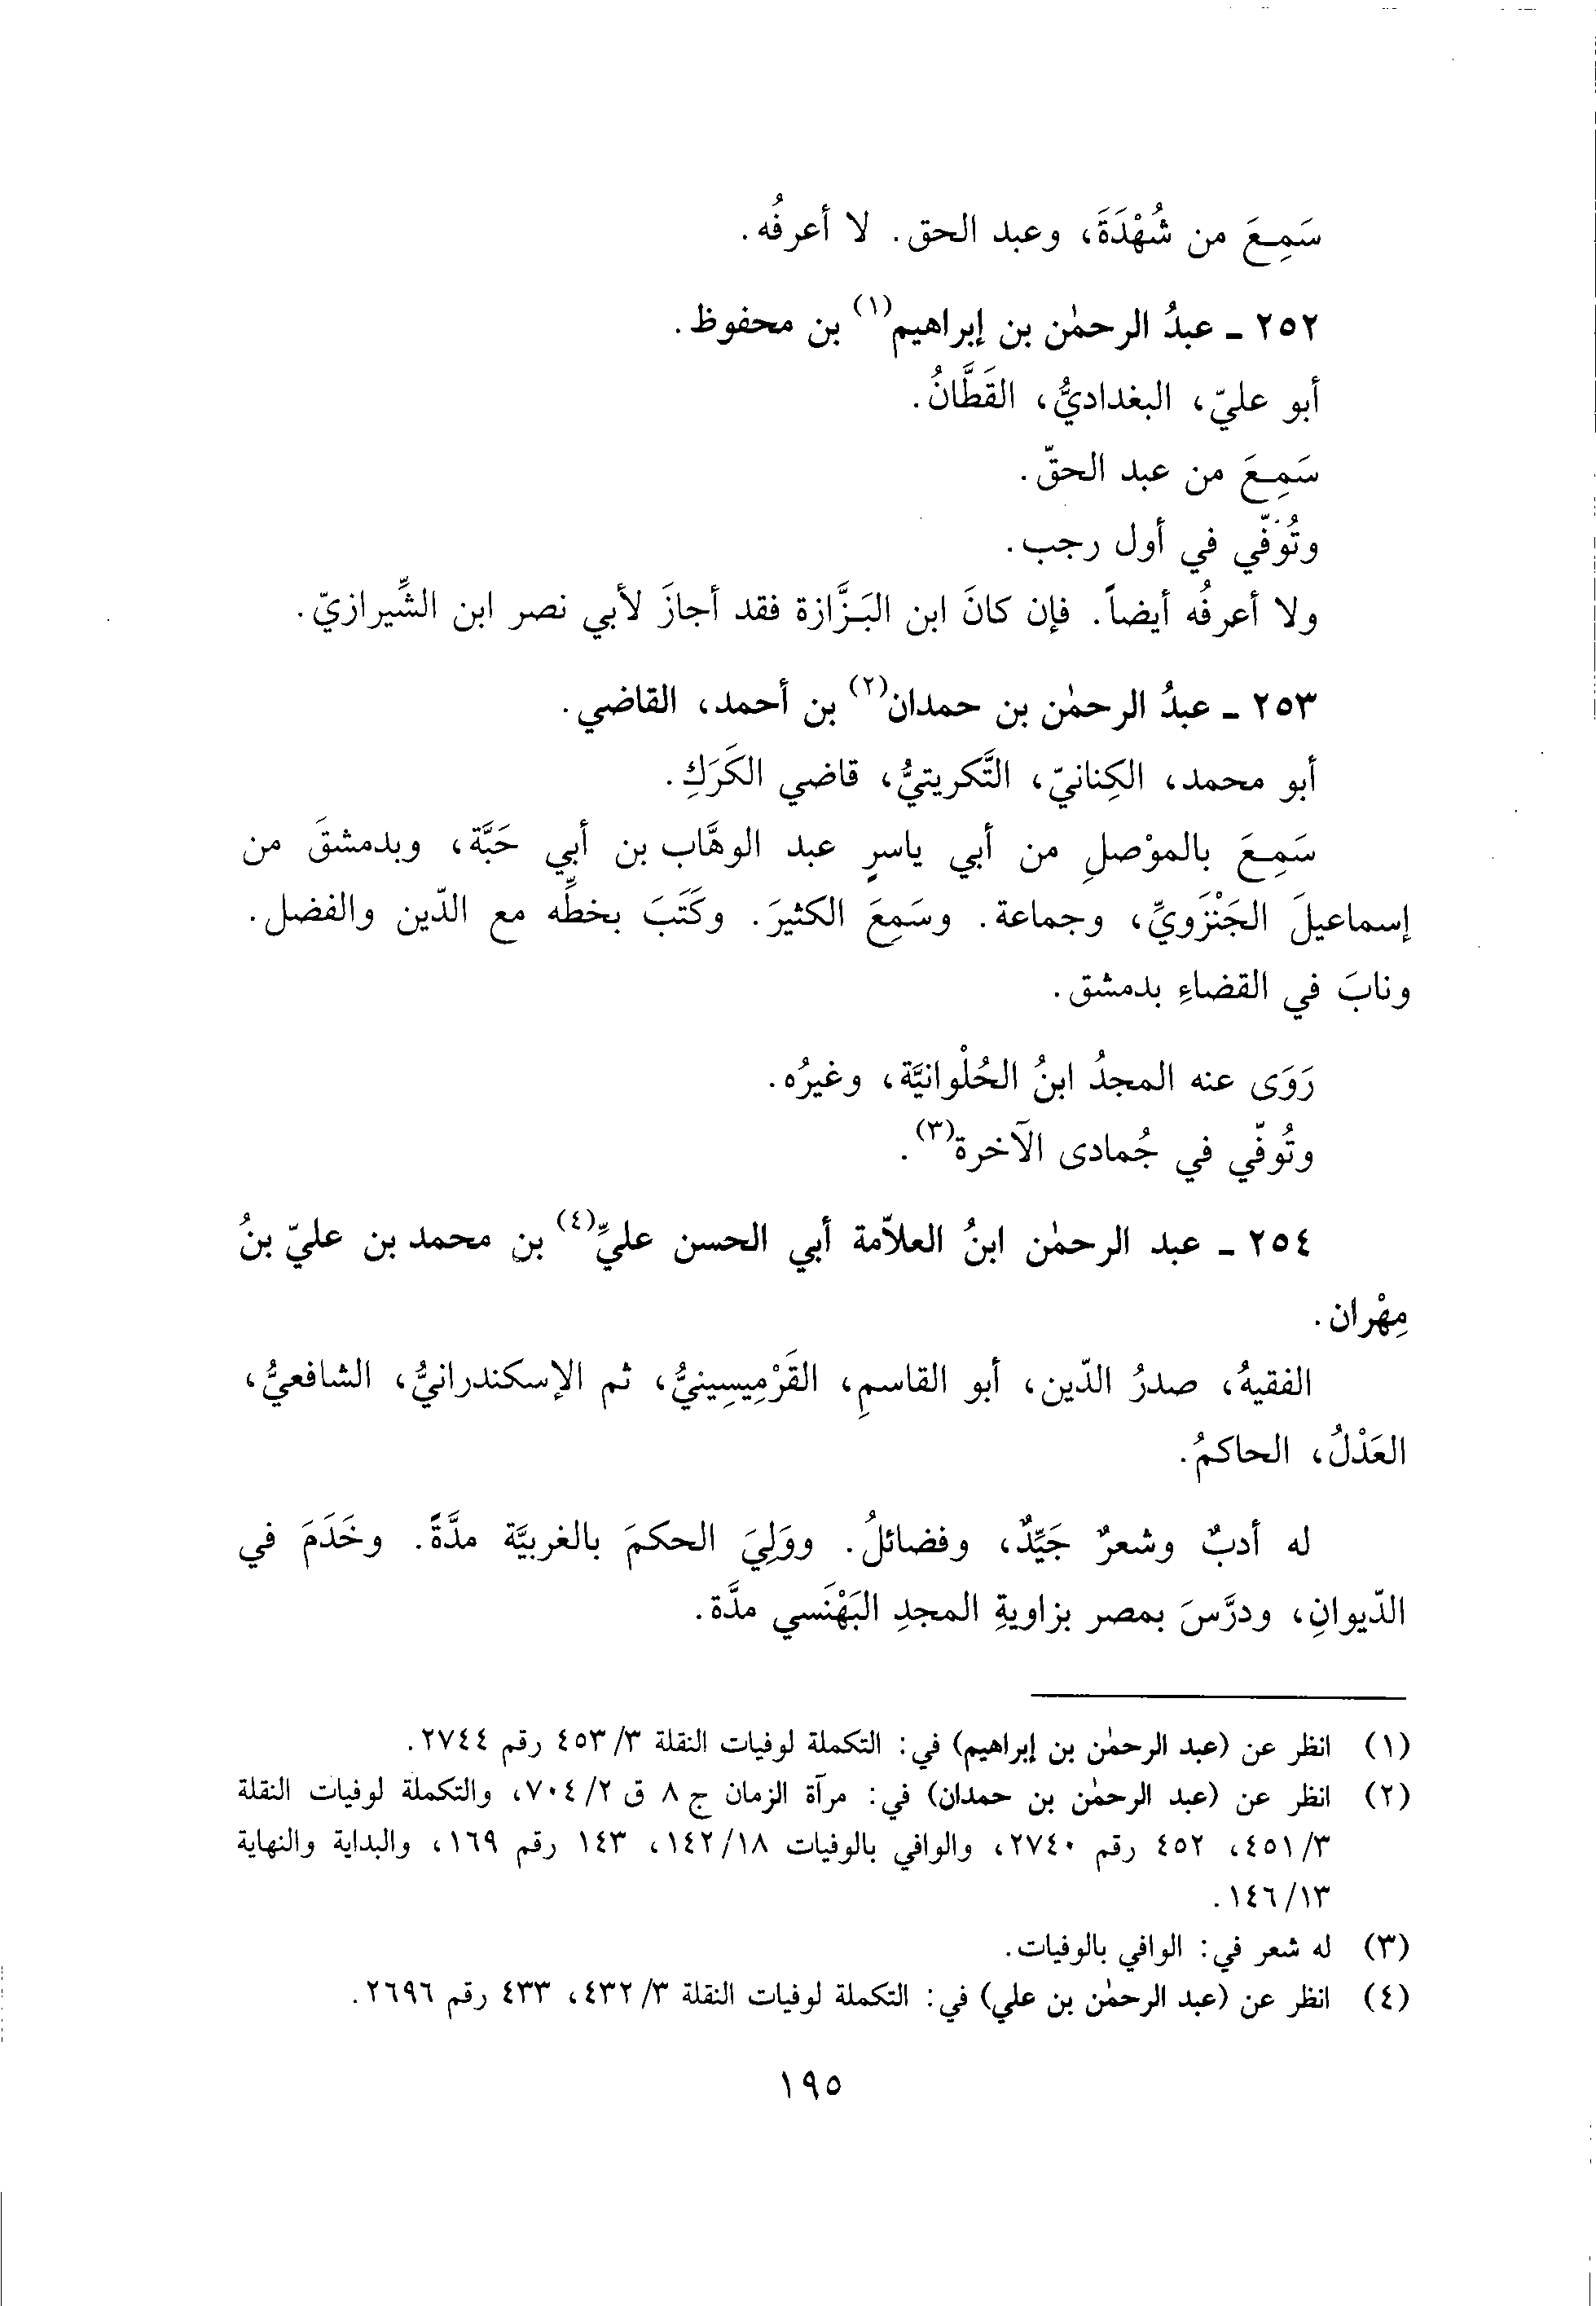 سَمِعَ من شُهْدَةَ، وعبد الحق. لا أعرفُه.
٢٥٢ ـ عبدُ الرحمٰن بن إبراهيم(١) بن محفوظ.
أبو عليّ، البغداديُّ، القَطَّانُ.
سَمِعَ من عبد الحقّ.
وتُوُفّي في أول رجب.
ولا أعرفُه أيضاً. فإن كانَ ابن البَزَّازة فقد أجازَ لأبي نصر ابن الشِّيرازيّ.
٢٥٣ ـ عبدُ الرحمٰن بن حمدان(٢) بن أحمد، القاضي.
أبو محمد، الكِنانيّ، التَّكريتيُّ، قاضي الكَرَكِ.
سَمِعَ بالموْصلِ من أبي ياسرٍ عبد الوهَّاب بن أبي حَبَّة، وبدمشقَ من
إسماعيلَ الجَنْزَويِّ، وجماعة. وسَمِعَ الكثيرَ. وكَتَبَ بخطِّه مع الدّين والفضل.
ونابَ في القضاءِ بدمشق.
رَوَى عنه المجدُ ابنُ الحُلْوانيَّة، وغيرُه.
وتُوفّي في جُمادى الآخرة(٣).
٢٥٤ ـ عبد الرحمٰن ابنُ العلاّمة أبي الحسن عليٍّ(٤) بن محمد بن عليّ بنُ
مِهْران.
الفقيهُ، صدرُ الدّين، أبو القاسمِ، القَرْمِيسِينيُّ، ثم الإسكندرانيُّ، الشافعيُّ،
العَدْلُ، الحاكمُ.
له أدبٌ وشعرٌ جَيِّدٌ، وفضائلُ. ووَلِيَ الحكمَ بالغربيَّة مدَّةً. وخَدَمَ في
الدّيوانِ، ودرَّسَ بمصر بزاويةِ المجدِ البَهْنَسي مدَّة.
(١) انظر عن (عبد الرحمٰن بن إبراهيم) في: التكملة لوفيات النقلة ٣/ ٤٥٣ رقم ٢٧٤٤.
(٢) انظر عن (عبد الرحمٰن بن حمدان) في: مرآة الزمان ج ٨ ق ٢/ ٧٠٤، والتكملة لوفيات النقلة
٣/ ٤٥١، ٤٥٢ رقم ٢٧٤٠، والوافي بالوفيات ١٨/ ١٤٢، ١٤٣ رقم ١٦٩، والبداية والنهاية
١٣/ ١٤٦.
(٣) له شعر في: الوافي بالوفيات.
(٤) انظر عن (عبد الرحمٰن بن علي) في: التكملة لوفيات النقلة ٣/ ٤٣٢، ٤٣٣ رقم ٢٦٩٦.
١٩٥